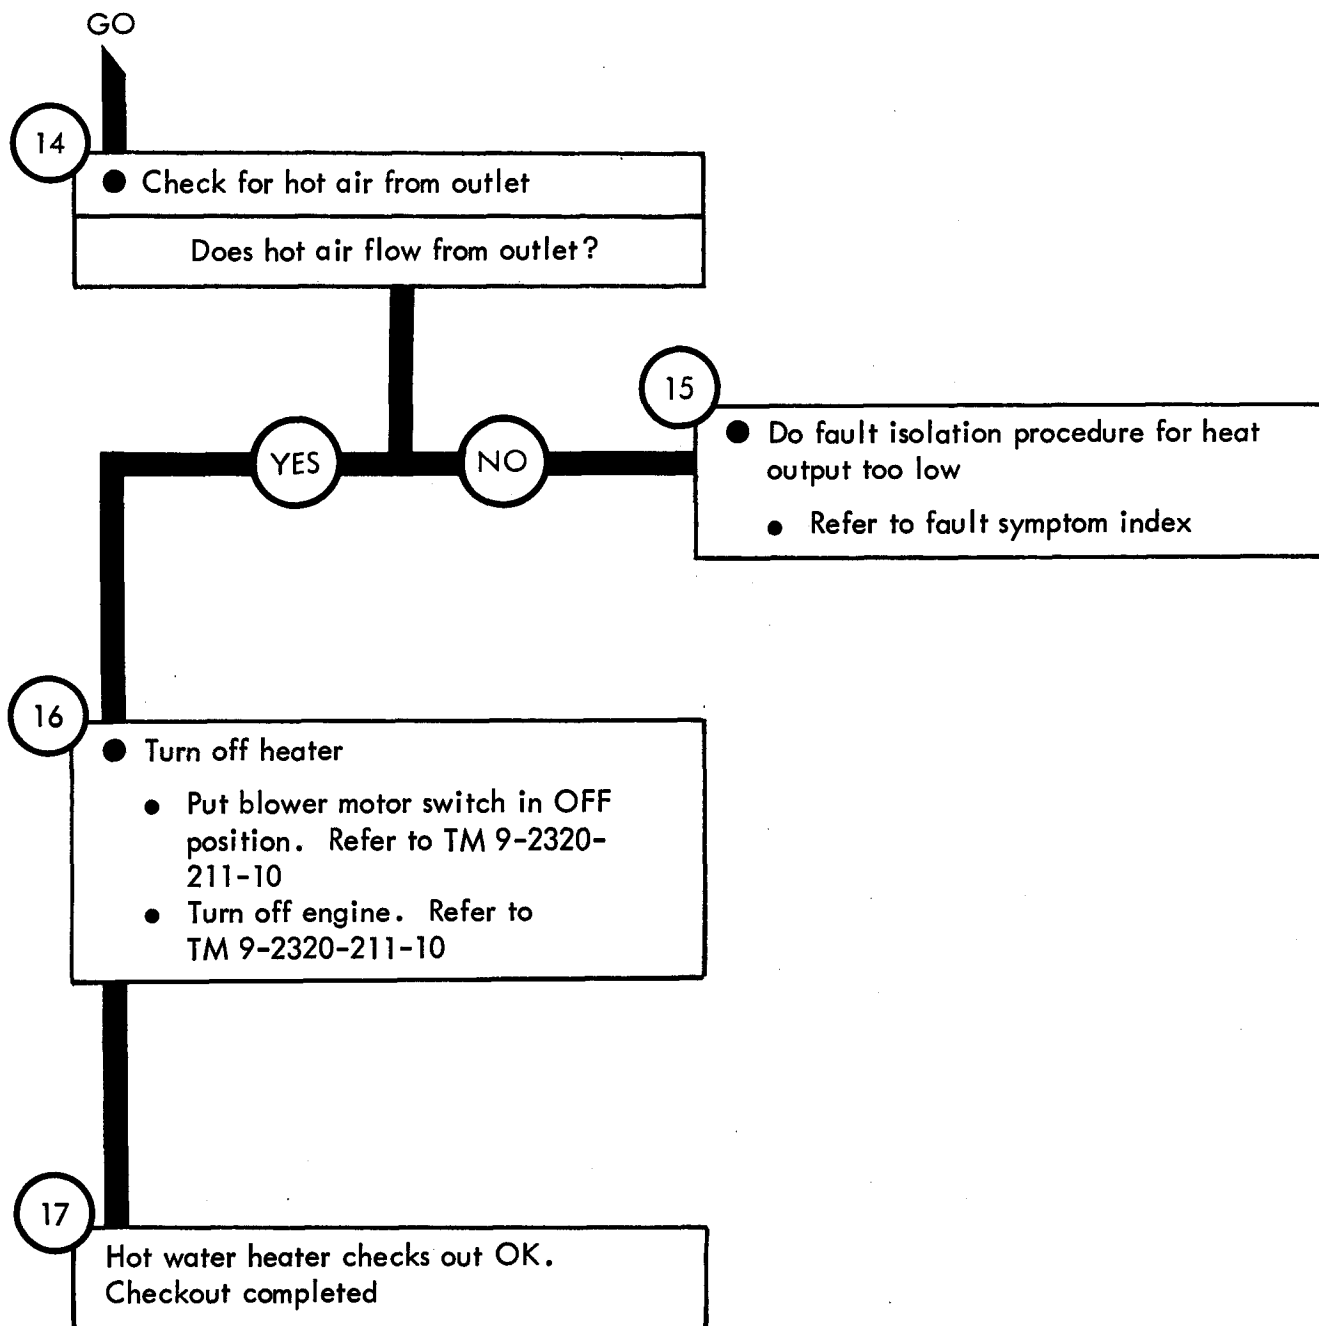 GO
14
● Check for hot air from outlet
Does hot air flow from outlet?
YES
NO
15
● Do fault isolation procedure for heat
output too low
● Refer to fault symptom index
16
● Turn off heater
● Put blower motor switch in OFF
position. Refer to TM 9-2320-
211-10
● Turn off engine. Refer to
TM 9-2320-211-10
17
Hot water heater checks out OK.
Checkout completed